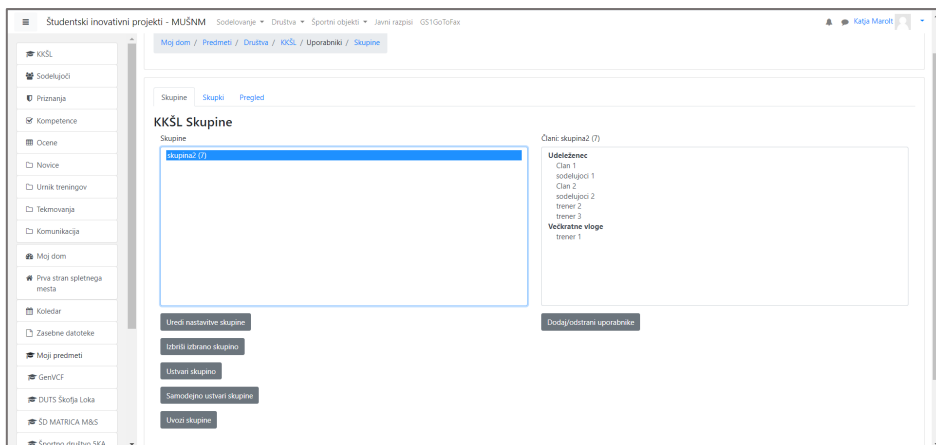 Študentski inovativni projekti - MUŠNM Sodelovanje Društva Športni objekti Javni razpisi GS1GoToFax Katja Marolt
Moj dom / Predmeti / Društva / KKŠL / Uporabniki / Skupine
KKŠL
Sodelujoči
Priznanja
Kompetence
Ocene
Novice
Urnik treningov
Tekmovanja
Komunikacija
Moj dom
Prva stran spletnega
mesta
Koledar
Zasebne datoteke
Moji predmeti
GenVCF
DUTS Škofja Loka
ŠD MATRICA M&S
Športno društvo ŠKA
Skupine Skupki Pregled
KKŠL Skupine
Skupine
skupina2 (7)
Uredi nastavitve skupine
Izbriši izbrano skupino
Ustvari skupino
Samodejno ustvari skupine
Uvozi skupine
Člani: skupina2 (7)
Udeleženec
Clan 1
sodelujoci 1
Clan 2
sodelujoci 2
trener 2
trener 3
Večkratne vloge
trener 1
Dodaj/odstrani uporabnike